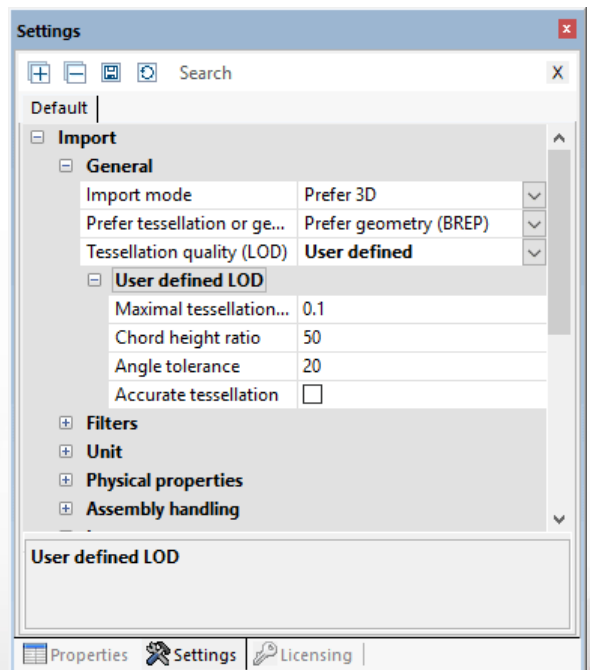 Settings
Search X
Default
Import
General
Import mode Prefer 3D
Prefer tessellation or ge... Prefer geometry (BREP)
Tessellation quality (LOD) User defined
User defined LOD
Maximal tessellation... 0.1
Chord height ratio 50
Angle tolerance 20
Accurate tessellation
Filters
Unit
Physical properties
Assembly handling
User defined LOD
Properties Settings Licensing